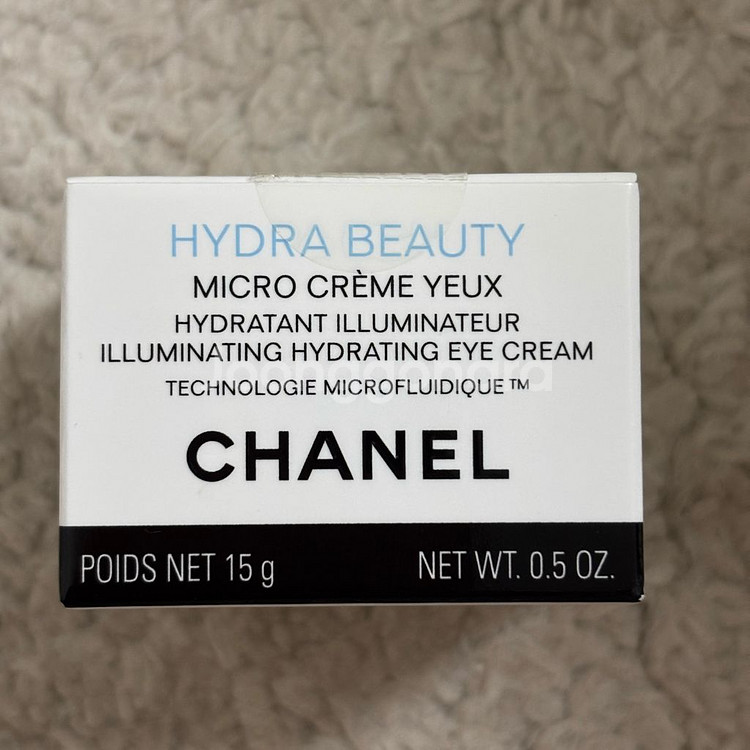 HYDRA BEAUTY
MICRO CRÈME YEUX
HYDRATANT ILLUMINATEUR
ILLUMINATING HYDRATING EYE CREAM
TECHNOLOGIE MICROFLUIDIQUE™
CHANEL
POIDS NET 15 g NET WT. 0.5 OZ.